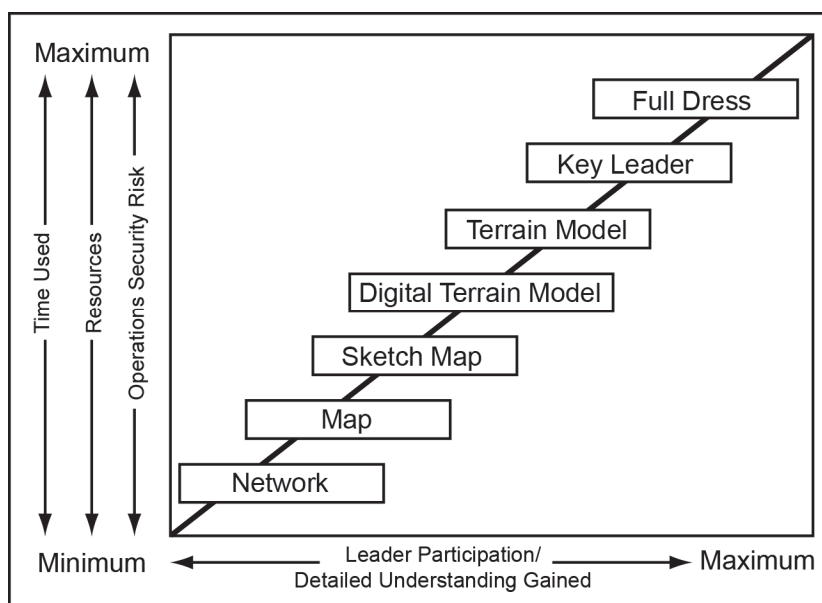 Maximum
Full Dress
Key Leader
Terrain Model
Digital Terrain Model
Sketch Map
Map
Network
Time Used
Resources
Operations Security Risk
Minimum
Leader Participation/
Detailed Understanding Gained
Maximum